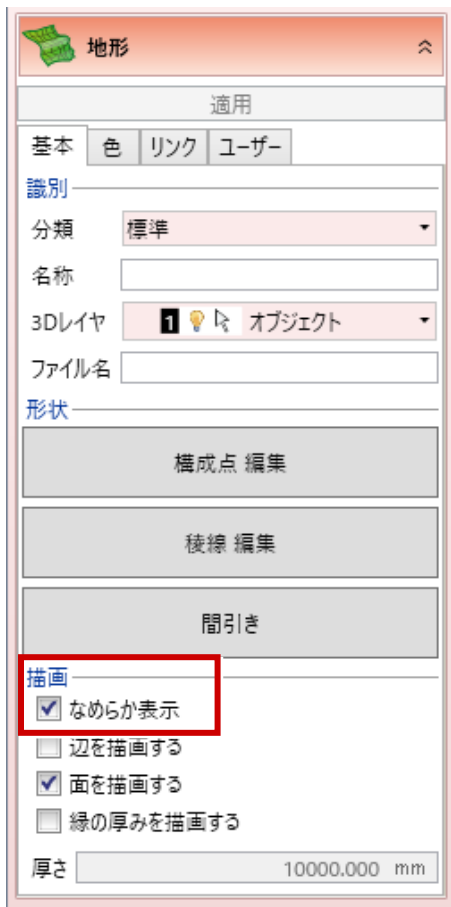 地形
適用
基本 色 リンク ユーザー
識別
分類 標準
名称
3Dレイヤ 1 オブジェクト
ファイル名
形状
構成点 編集
稜線 編集
間引き
描画
なめらか表示
辺を描画する
面を描画する
縁の厚みを描画する
厚さ 10000.000 mm